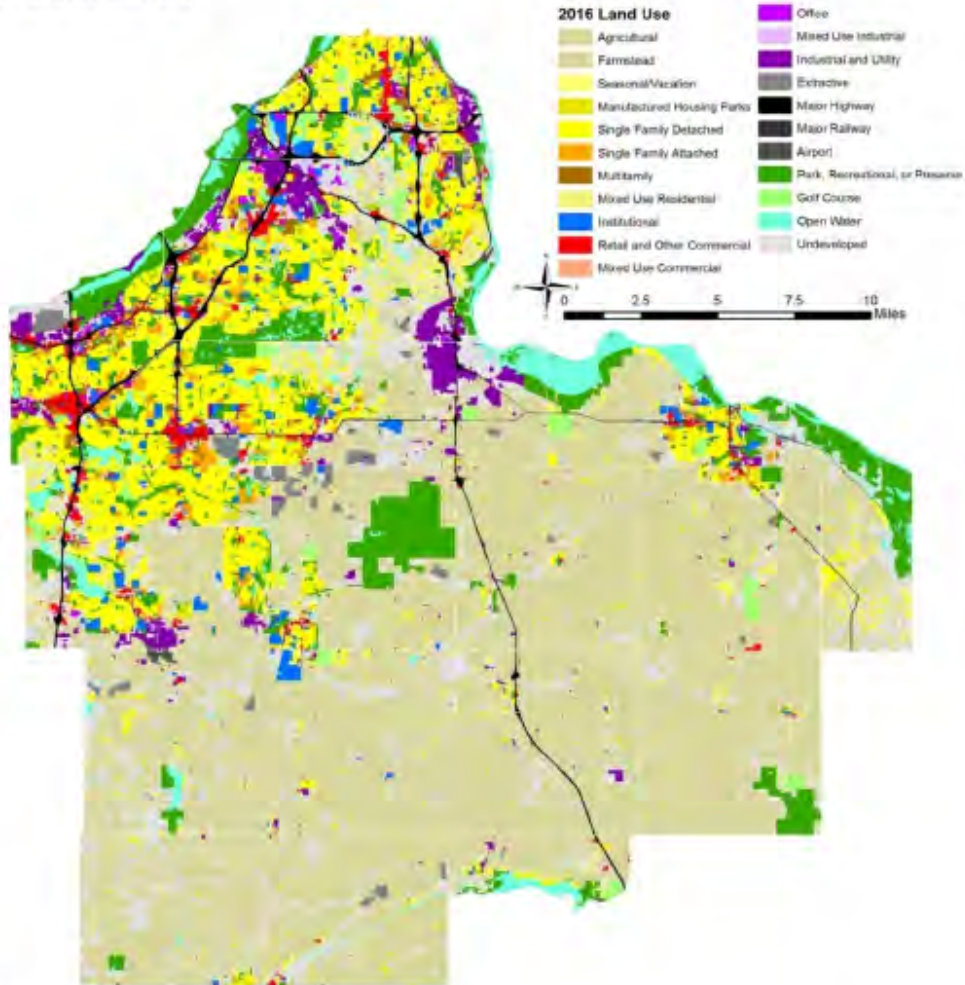 2016 Land Use
Agricultural
Farmstead
Seasonal/Vacation
Manufactured Housing Parks
Single Family Detached
Single Family Attached
Multifamily
Mixed Use Residential
Institutional
Retail and Other Commercial
Mixed Use Commercial
Office
Mixed Use Industrial
Industrial and Utility
Extractive
Major Highway
Major Railway
Airport
Park, Recreational, or Preserve
Golf Course
Open Water
Undeveloped
0 2.5 5 7.5 10
Miles